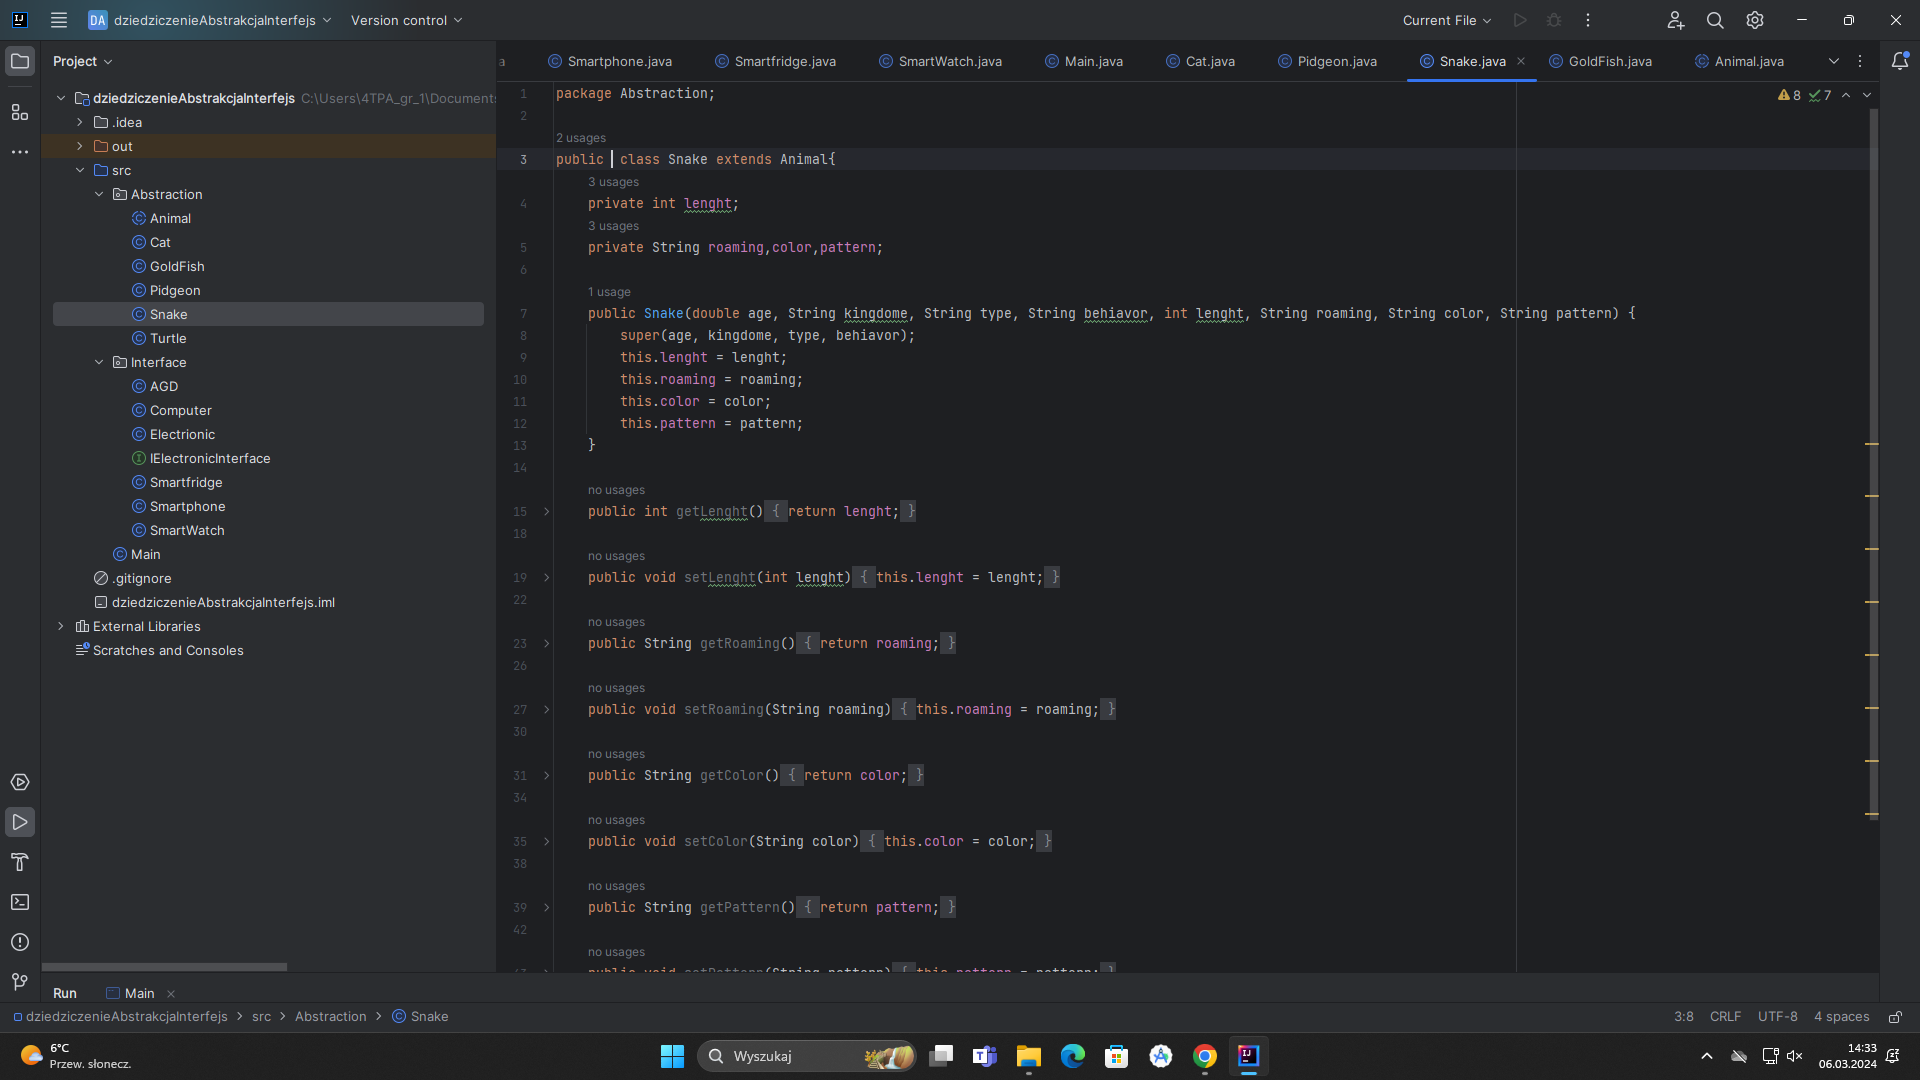 DA dziedziczenieAbstrakcjaInterfejs Version control Current File
Project
a Smartphone.java Smartfridge.java SmartWatch.java Main.java Cat.java Pidgeon.java Snake.java GoldFish.java Animal.java
dziedziczenieAbstrakcjaInterfejs C:\Users\4TPA_gr_1\Documents
.idea
out
src
Abstraction
Animal
Cat
GoldFish
Pidgeon
Snake
Turtle
Interface
AGD
Computer
Electrionic
IElectronicInterface
Smartfridge
Smartphone
SmartWatch
Main
.gitignore
dziedziczenieAbstrakcjaInterfejs.iml
External Libraries
Scratches and Consoles
8 7
1 package Abstraction;
2
2 usages
3 public class Snake extends Animal{
3 usages
4 private int lenght;
3 usages
5 private String roaming,color,pattern;
6
1 usage
7 public Snake(double age, String kingdome, String type, String behiavor, int lenght, String roaming, String color, String pattern) {
8 super(age, kingdome, type, behiavor);
9 this.lenght = lenght;
10 this.roaming = roaming;
11 this.color = color;
12 this.pattern = pattern;
13 }
14
no usages
15 public int getLenght() { return lenght; }
18
no usages
19 public void setLenght(int lenght) { this.lenght = lenght; }
22
no usages
23 public String getRoaming() { return roaming; }
26
no usages
27 public void setRoaming(String roaming) { this.roaming = roaming; }
30
no usages
31 public String getColor() { return color; }
34
no usages
35 public void setColor(String color) { this.color = color; }
38
no usages
39 public String getPattern() { return pattern; }
42
no usages
43 public void setPattern(String pattern) { this.pattern = pattern; }
Run Main
dziedziczenieAbstrakcjaInterfejs > src > Abstraction > Snake 3:8 CRLF UTF-8 4 spaces
6°C
Przew. słonecz.
Wyszukaj
14:33
06.03.2024